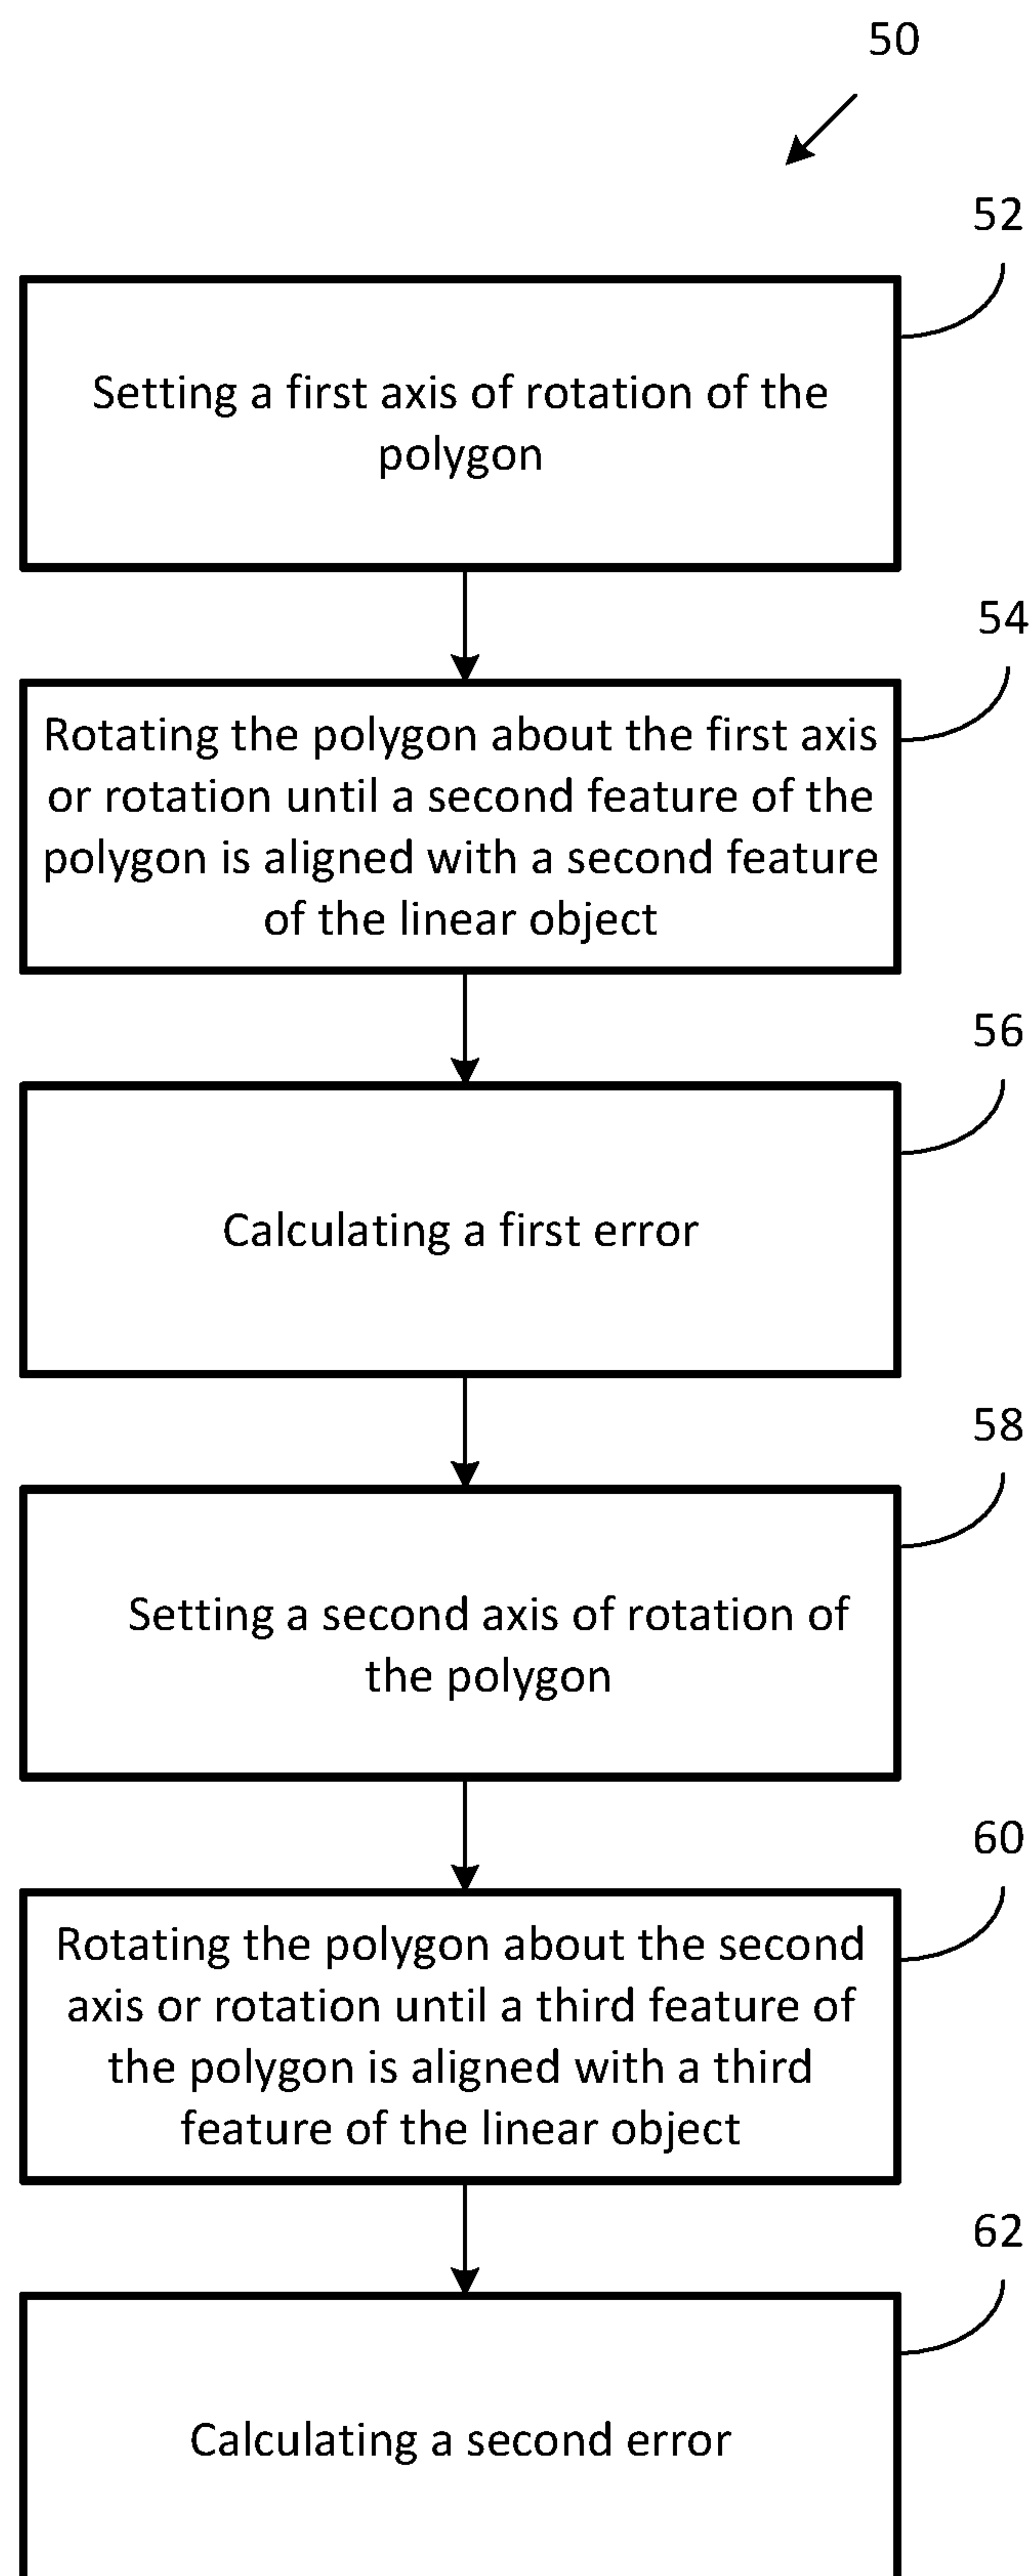 50
52
Setting a first axis of rotation of the
polygon
54
Rotating the polygon about the first axis
or rotation until a second feature of the
polygon is aligned with a second feature
of the linear object
56
Calculating a first error
58
Setting a second axis of rotation of
the polygon
60
Rotating the polygon about the second
axis or rotation until a third feature of
the polygon is aligned with a third
feature of the linear object
62
Calculating a second error